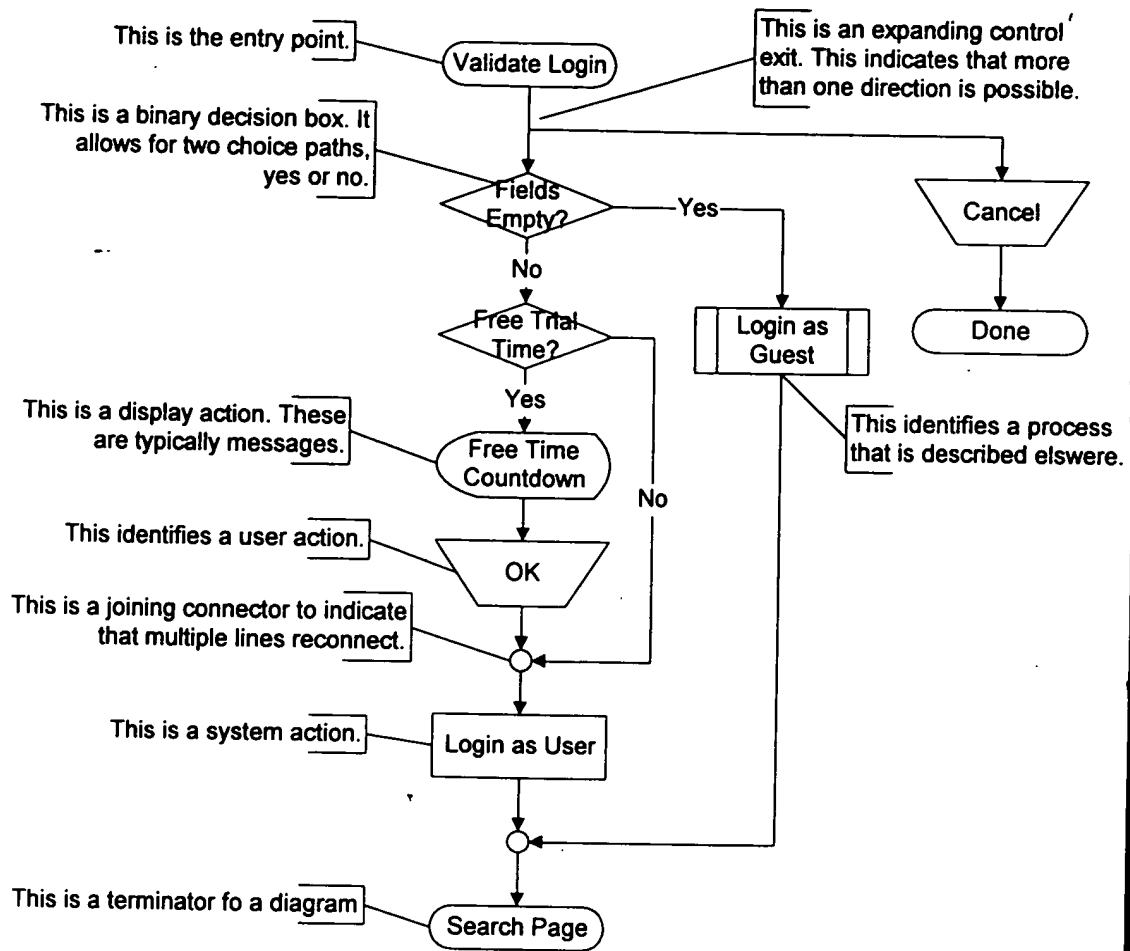 This is the entry point.
Validate Login
This is an expanding control
exit. This indicates that more
than one direction is possible.
This is a binary decision box. It
allows for two choice paths,
yes or no.
Fields
Empty?
Yes
Cancel
No
Free Trial
Time?
Login as
Guest
Done
Yes
This is a display action. These
are typically messages.
Free Time
Countdown
This identifies a process
that is described elswere.
No
This identifies a user action.
OK
This is a joining connector to indicate
that multiple lines reconnect.
This is a system action.
Login as User
This is a terminator fo a diagram
Search Page